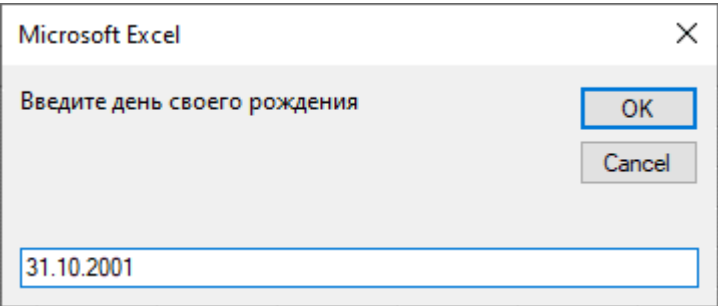 Microsoft Excel
Введите день своего рождения
OK
Cancel
31.10.2001